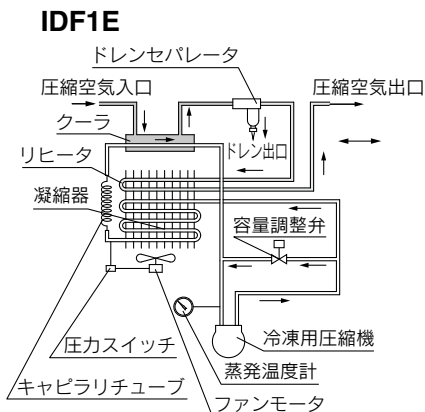 IDF1E
ドレンセパレータ
圧縮空気入口
圧縮空気出口
クーラ
ドレン出口
リヒータ
凝縮器
容量調整弁
冷凍用圧縮機
圧力スイッチ
蒸発温度計
キャピラリチューブ
ファンモータ